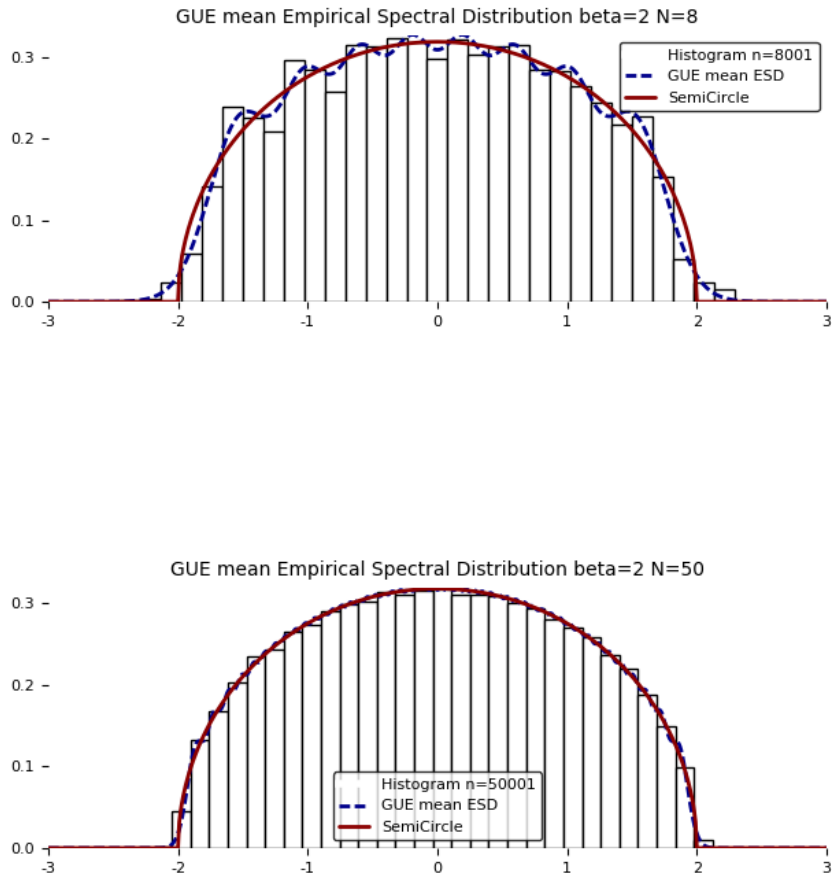 GUE mean Empirical Spectral Distribution beta=2 N=8
0.3
0.2
0.1
0.0
Histogram n=8001
GUE mean ESD
SemiCircle
-3 -2 -1 0 1 2 3
GUE mean Empirical Spectral Distribution beta=2 N=50
0.3
0.2
0.1
0.0
Histogram n=50001
GUE mean ESD
SemiCircle
-3 -2 -1 0 1 2 3